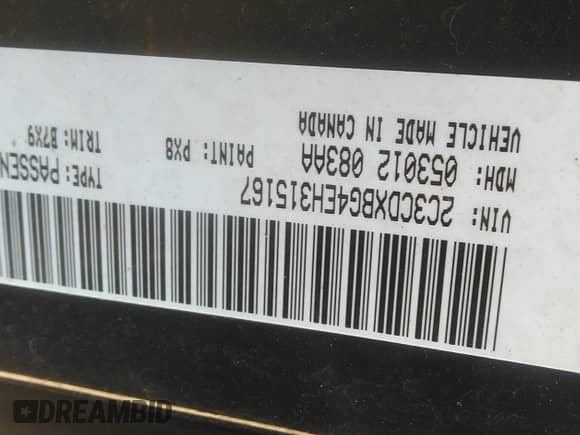 VIN: 2C3CDXBG4EH315167
TYPE: PASSEN
MDH: 053012 083AA
PAINT: PX8
TRIM: B7X9
VEHICLE MADE IN CANADA
DREAMBID